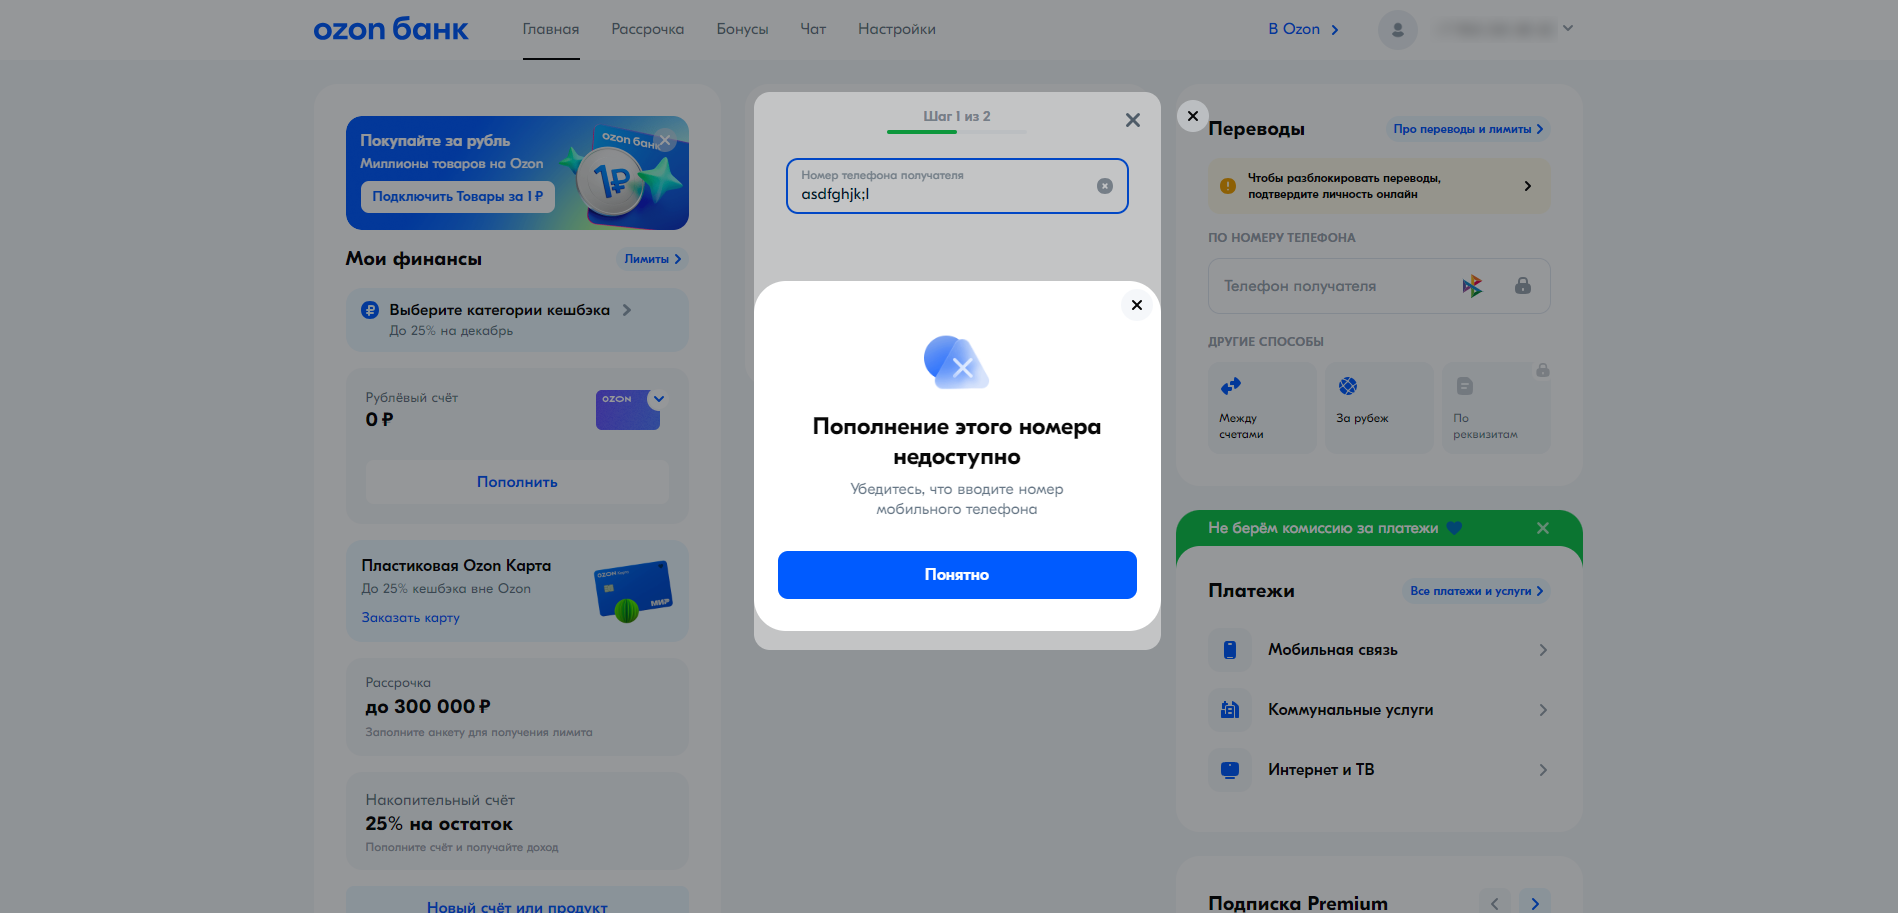 ozon банк
Главная
Рассрочка
Бонусы
Чат
Настройки
В Ozon
Покупайте за рубль
Миллионы товаров на Ozon
Подключить Товары за 1 ₽
ozon банк
1₽
Мои финансы
Лимиты
Выберите категории кешбэка
До 25% на декабрь
Рублёвый счёт
0 ₽
OZON
Пополнить
Пластиковая Ozon Карта
До 25% кешбэка вне Ozon
Заказать карту
МИР
Рассрочка
до 300 000 ₽
Заполните анкету для получения лимита
Накопительный счёт
25% на остаток
Пополните счёт и получайте доход
Новый счёт или продукт
Шаг 1 из 2
Номер телефона получателя
asdfghjk;l
Пополнение этого номера
недоступно
Убедитесь, что вводите номер
мобильного телефона
Понятно
Переводы
Про переводы и лимиты
Чтобы разблокировать переводы,
подтвердите личность онлайн
ПО НОМЕРУ ТЕЛЕФОНА
Телефон получателя
ДРУГИЕ СПОСОБЫ
Между
счетами
За рубеж
По
реквизитам
Не берём комиссию за платежи
Платежи
Все платежи и услуги
Мобильная связь
Коммунальные услуги
Интернет и ТВ
Подписка Premium